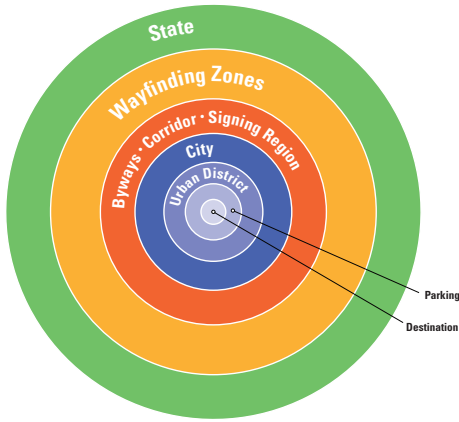 State
Wayfinding Zones
Byways • Corridor • Signing Region
City
Urban District
Parking
Destination